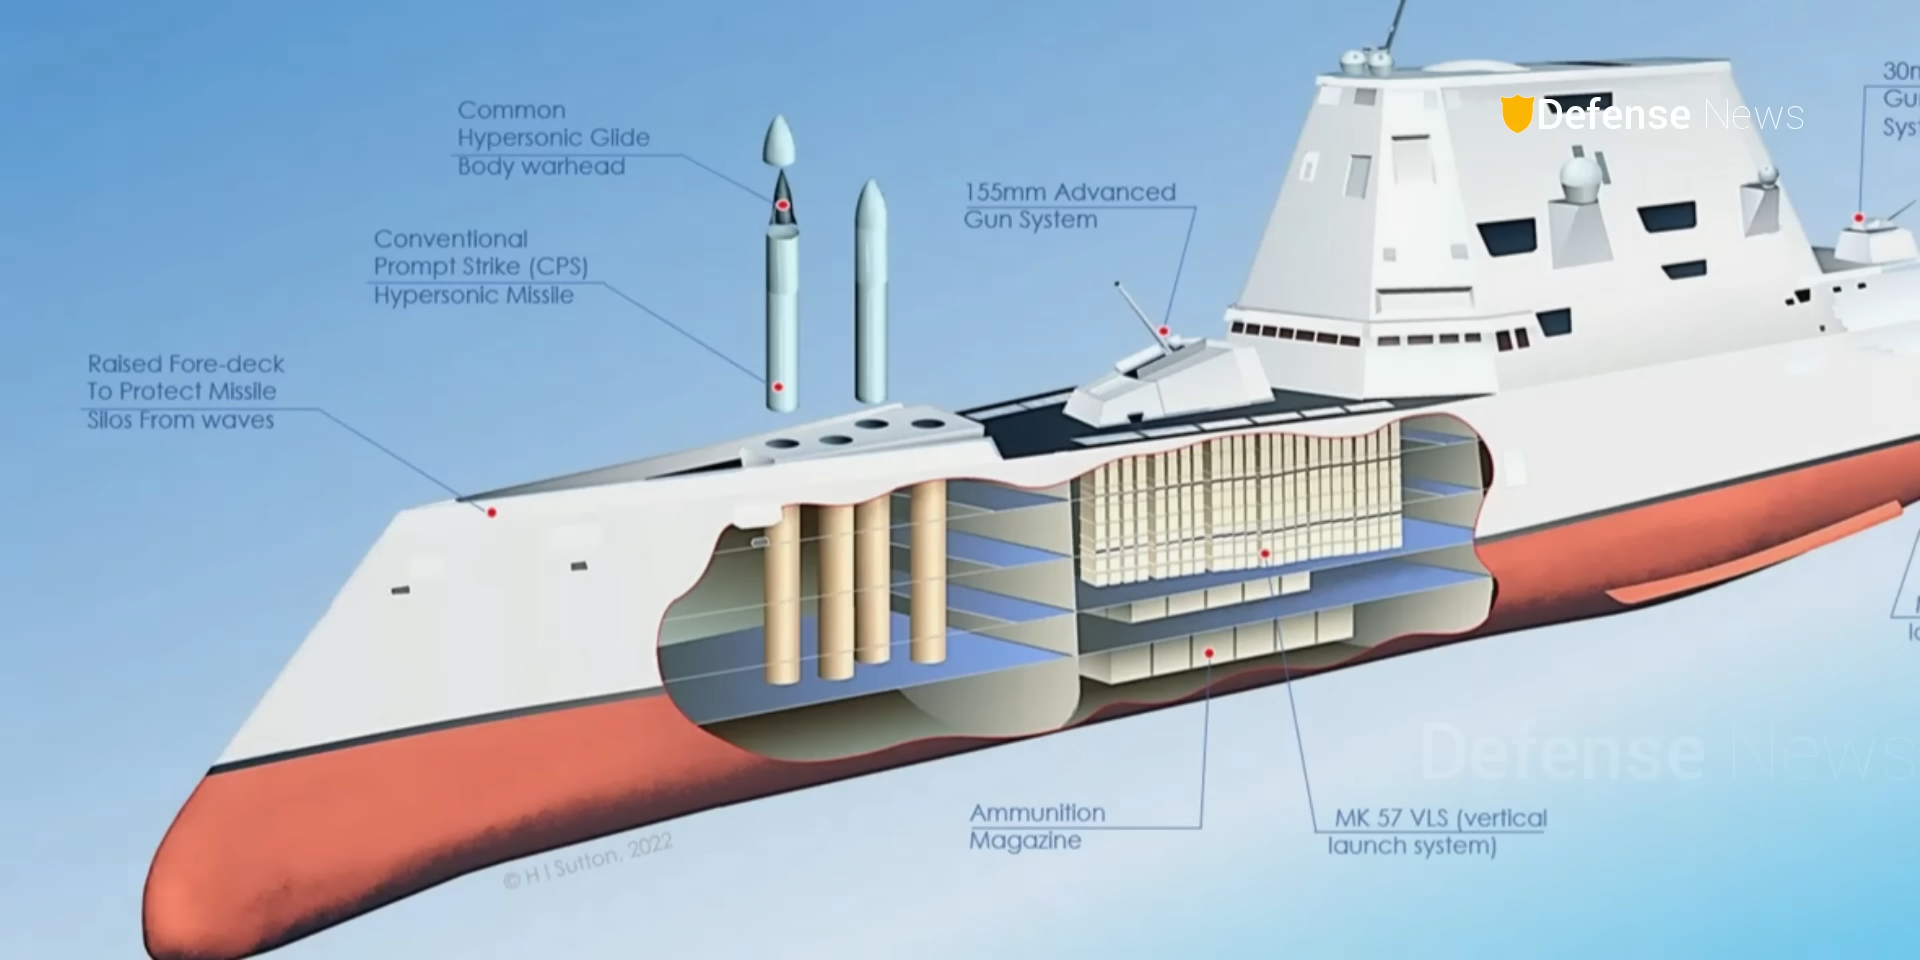 Common
Hypersonic Glide
Body warhead
Conventional
Prompt Strike (CPS)
Hypersonic Missile
Raised Fore-deck
To Protect Missile
Silos From waves
155mm Advanced
Gun System
Defense News
Ammunition
Magazine
MK 57 VLS (vertical
launch system)
Defense News
© H I Sutton, 2022